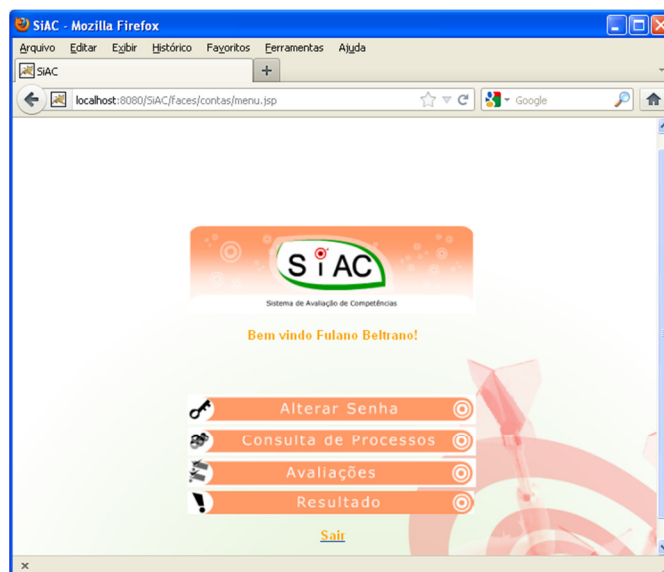 SiAC - Mozilla Firefox
Arquivo Editar Exibir Histórico Favoritos Ferramentas Ajuda
SiAC
localhost:8080/SiAC/faces/contas/menu.jsp Google
SiAC
Sistema de Avaliação de Competências
Bem vindo Fulano Beltrano!
Alterar Senha
Consulta de Processos
Avaliações
Resultado
Sair